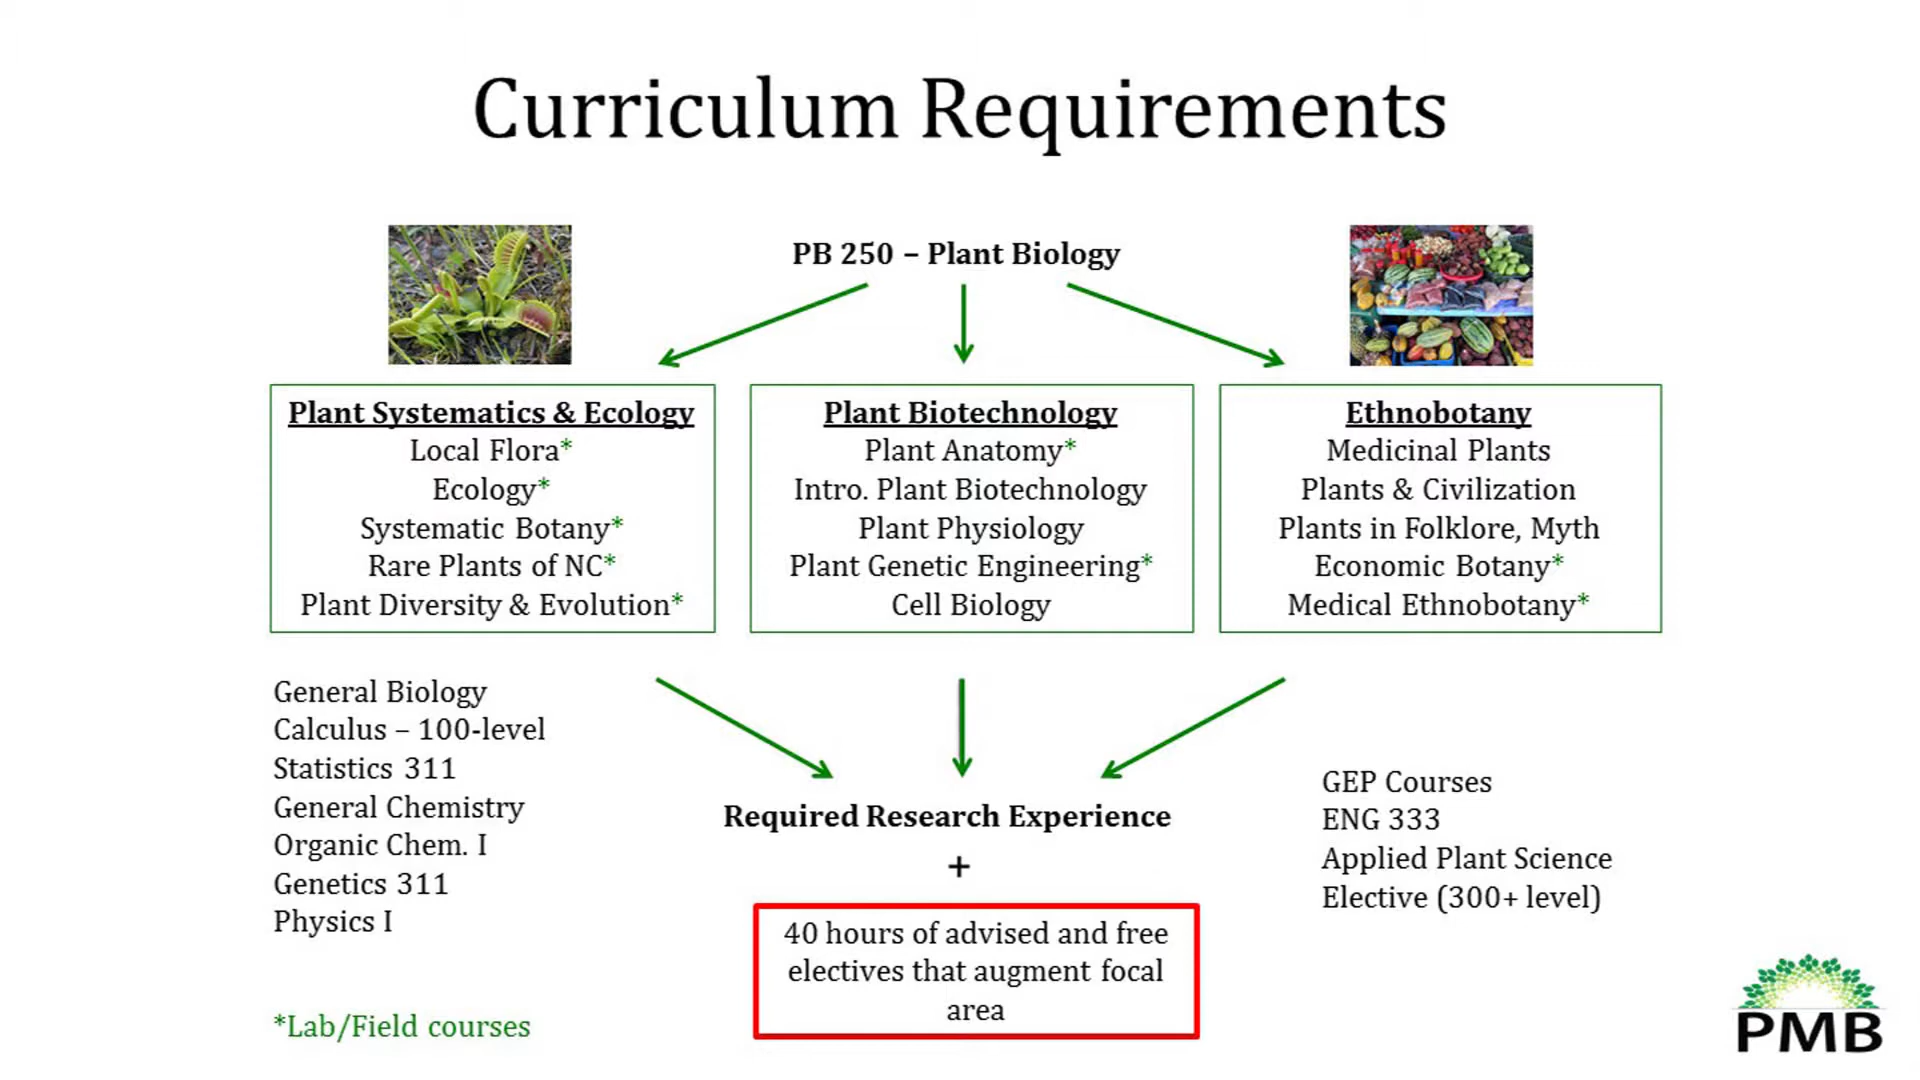 Curriculum Requirements
PB 250 – Plant Biology
Plant Systematics & Ecology
Local Flora*
Ecology*
Systematic Botany*
Rare Plants of NC*
Plant Diversity & Evolution*
Plant Biotechnology
Plant Anatomy*
Intro. Plant Biotechnology
Plant Physiology
Plant Genetic Engineering*
Cell Biology
Ethnobotany
Medicinal Plants
Plants & Civilization
Plants in Folklore, Myth
Economic Botany*
Medical Ethnobotany*
General Biology
Calculus – 100-level
Statistics 311
General Chemistry
Organic Chem. I
Genetics 311
Physics I
Required Research Experience
+
40 hours of advised and free
electives that augment focal
area
GEP Courses
ENG 333
Applied Plant Science
Elective (300+ level)
*Lab/Field courses
PMB